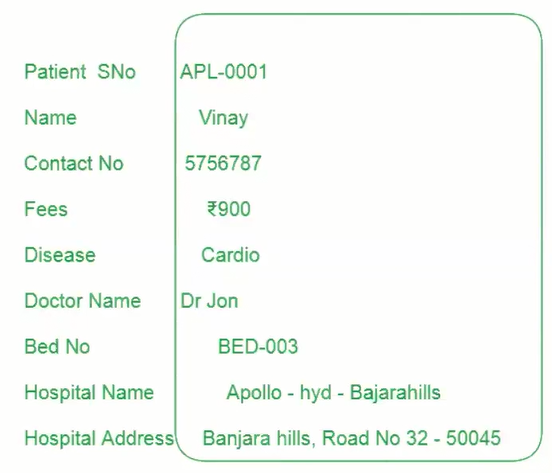 Patient SNo APL-0001
Name Vinay
Contact No 5756787
Fees ₹900
Disease Cardio
Doctor Name Dr Jon
Bed No BED-003
Hospital Name Apollo - hyd - Bajarahills
Hospital Address Banjara hills, Road No 32 - 50045